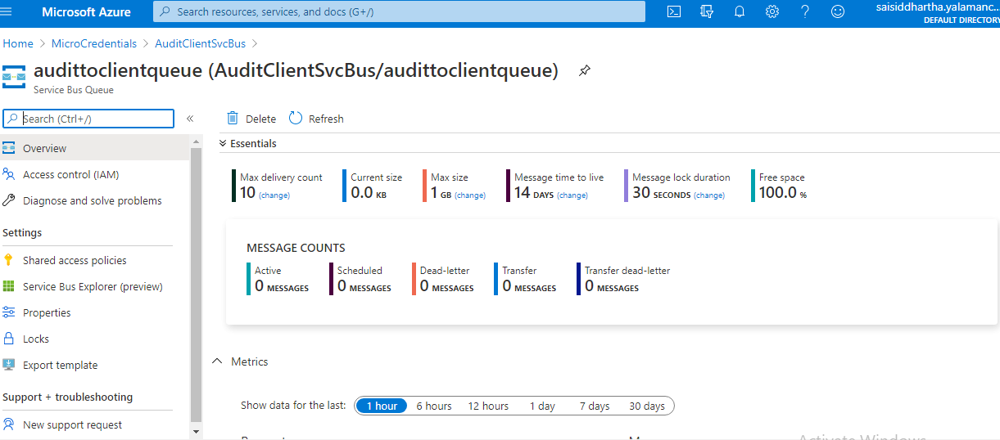 Microsoft Azure
Search resources, services, and docs (G+/)
saisiddhartha.yalamanc...
DEFAULT DIRECTORY
Home > MicroCredentials > AuditClientSvcBus >
audittoclientqueue (AuditClientSvcBus/audittoclientqueue)
Service Bus Queue
Search (Ctrl+/)
«
Overview
Access control (IAM)
Diagnose and solve problems
Settings
Shared access policies
Service Bus Explorer (preview)
Properties
Locks
Export template
Support + troubleshooting
New support request
Delete
Refresh
Essentials
Max delivery count
10 (change)
Current size
0.0 KB
Max size
1 GB (change)
Message time to live
14 DAYS (change)
Message lock duration
30 SECONDS (change)
Free space
100.0 %
MESSAGE COUNTS
Active
0 MESSAGES
Scheduled
0 MESSAGES
Dead-letter
0 MESSAGES
Transfer
0 MESSAGES
Transfer dead-letter
0 MESSAGES
Metrics
Show data for the last:
1 hour
6 hours
12 hours
1 day
7 days
30 days
Activate Windows